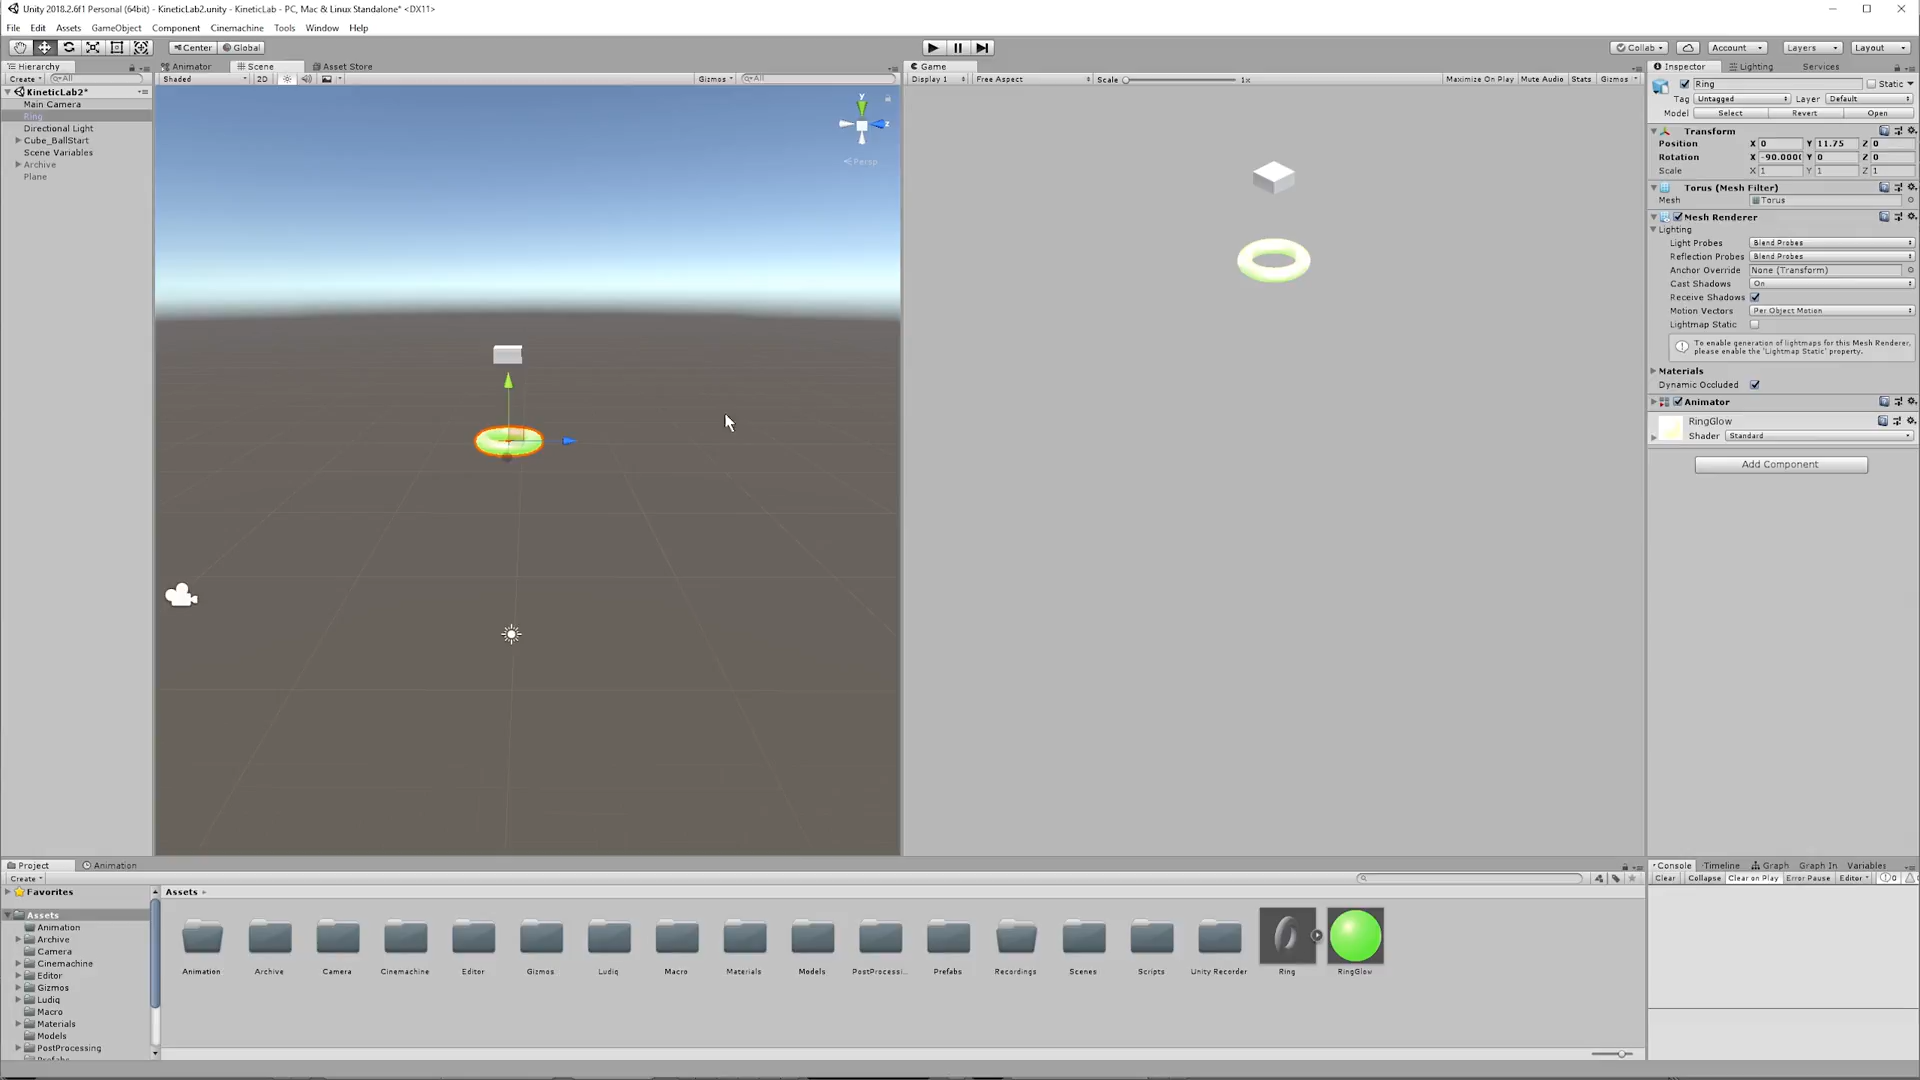 Unity 2018.2.6f1 Personal (64bit) - KineticLab2.unity - KineticLab - PC, Mac & Linux Standalone* <DX11>
File Edit Assets GameObject Component Cinemachine Tools Window Help
Center Global
Collab Account Layers Layout
Hierarchy
Create All
KineticLab2*
Main Camera
Ring
Directional Light
Cube_BallStart
Scene Variables
Archive
Plane
Animator Scene Asset Store
Shaded 2D Gizmos All
y
z
Persp
Game
Display 1 Free Aspect Scale 1x Maximize On Play Mute Audio Stats Gizmos
Inspector Lighting Services
Ring Static
Tag Untagged Layer Default
Model Select Revert Open
Transform
Position X 0 Y 11.75 Z 0
Rotation X -90.000( Y 0 Z 0
Scale X 1 Y 1 Z 1
Torus (Mesh Filter)
Mesh Torus
Mesh Renderer
Lighting
Light Probes Blend Probes
Reflection Probes Blend Probes
Anchor Override None (Transform)
Cast Shadows On
Receive Shadows
Motion Vectors Per Object Motion
Lightmap Static
To enable generation of lightmaps for this Mesh Renderer,
please enable the 'Lightmap Static' property.
Materials
Dynamic Occluded
Animator
RingGlow
Shader Standard
Add Component
Project Animation
Create
Favorites
Assets
Animation
Archive
Camera
Cinemachine
Editor
Gizmos
Ludiq
Macro
Materials
Models
PostProcessing
Prefabs
Assets
Animation Archive Camera Cinemachine Editor Gizmos Ludiq Macro Materials Models PostProcessi... Prefabs Recordings Scenes Scripts Unity Recorder Ring RingGlow
Console Timeline Graph Graph In Variables
Clear Collapse Clear on Play Error Pause Editor 0